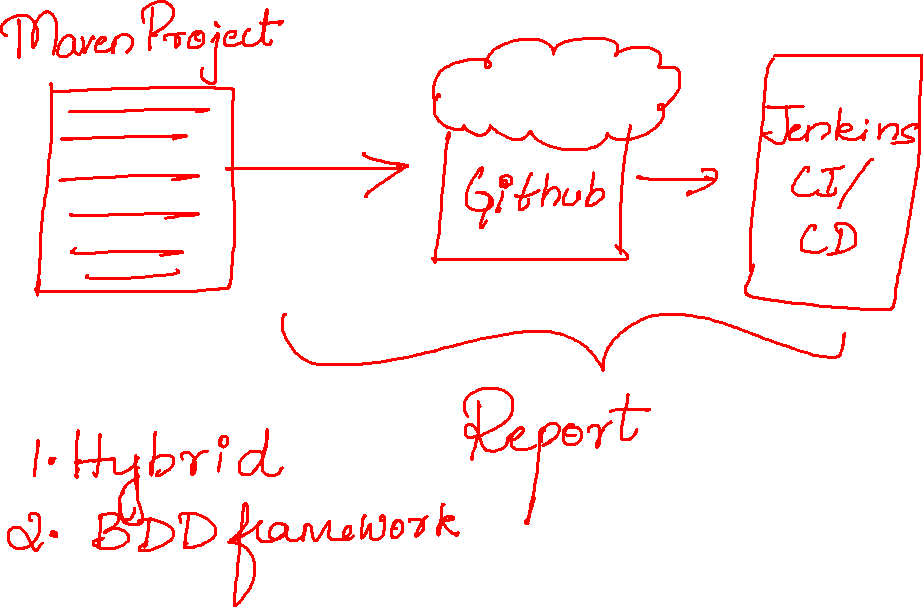 Maven Project
Github
Jenkins
CI/
CD
Report
1. Hybrid
2. BDD framework